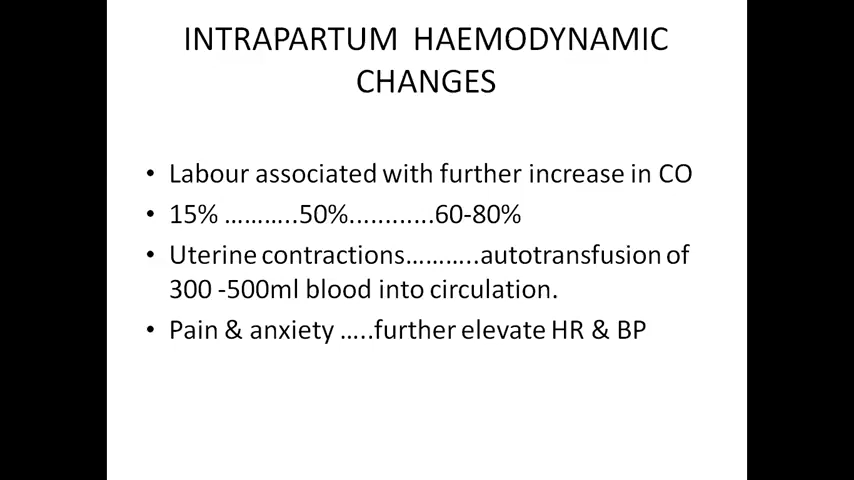 INTRAPARTUM HAEMODYNAMIC
CHANGES
• Labour associated with further increase in CO
• 15% ………..50%............60-80%
• Uterine contractions………..autotransfusion of
300 -500ml blood into circulation.
• Pain & anxiety …..further elevate HR & BP